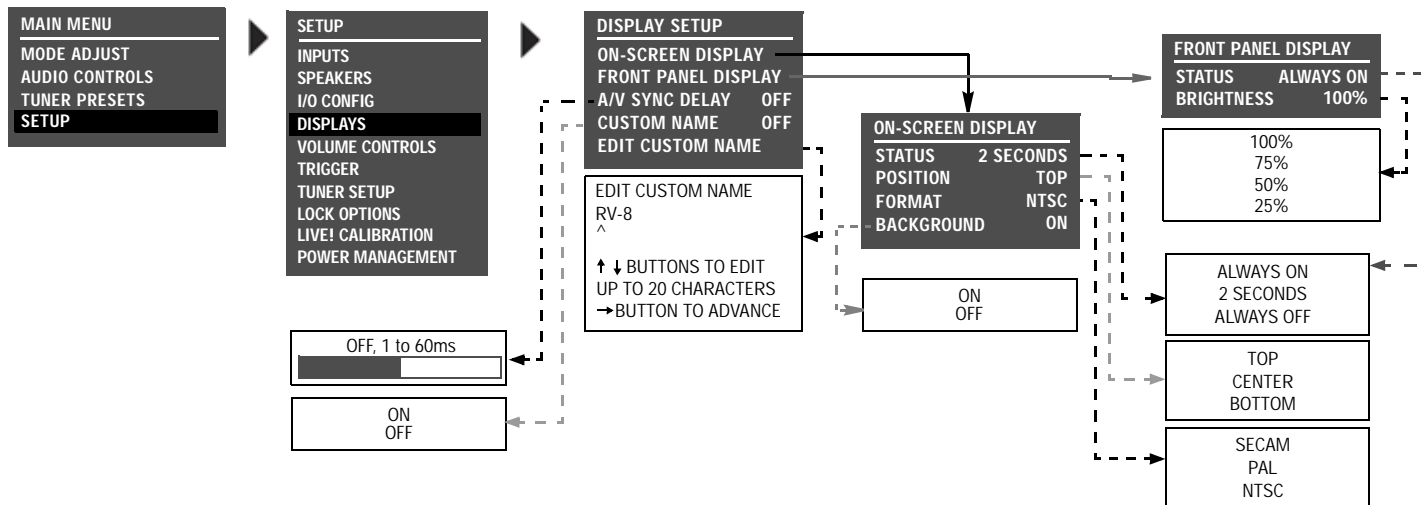 MAIN MENU
MODE ADJUST
AUDIO CONTROLS
TUNER PRESETS
SETUP
SETUP
INPUTS
SPEAKERS
I/O CONFIG
DISPLAYS
VOLUME CONTROLS
TRIGGER
TUNER SETUP
LOCK OPTIONS
LIVE! CALIBRATION
POWER MANAGEMENT
DISPLAY SETUP
ON-SCREEN DISPLAY
FRONT PANEL DISPLAY
A/V SYNC DELAY OFF
CUSTOM NAME OFF
EDIT CUSTOM NAME
EDIT CUSTOM NAME
RV-8
^
↑ ↓ BUTTONS TO EDIT
UP TO 20 CHARACTERS
→BUTTON TO ADVANCE
OFF, 1 to 60ms
ON
OFF
ON-SCREEN DISPLAY
STATUS 2 SECONDS
POSITION TOP
FORMAT NTSC
BACKGROUND ON
ON
OFF
FRONT PANEL DISPLAY
STATUS ALWAYS ON
BRIGHTNESS 100%
100%
75%
50%
25%
ALWAYS ON
2 SECONDS
ALWAYS OFF
TOP
CENTER
BOTTOM
SECAM
PAL
NTSC